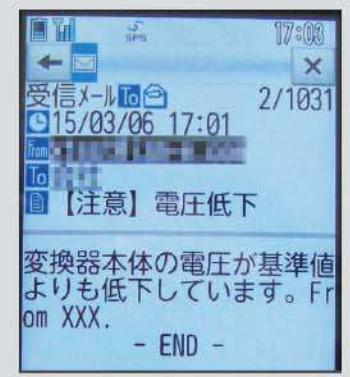 SPS 17:03
受信メール To 2/1031
15/03/06 17:01
From
To
【注意】電圧低下
変換器本体の電圧が基準値
よりも低下しています。Fr
om XXX.
- END -